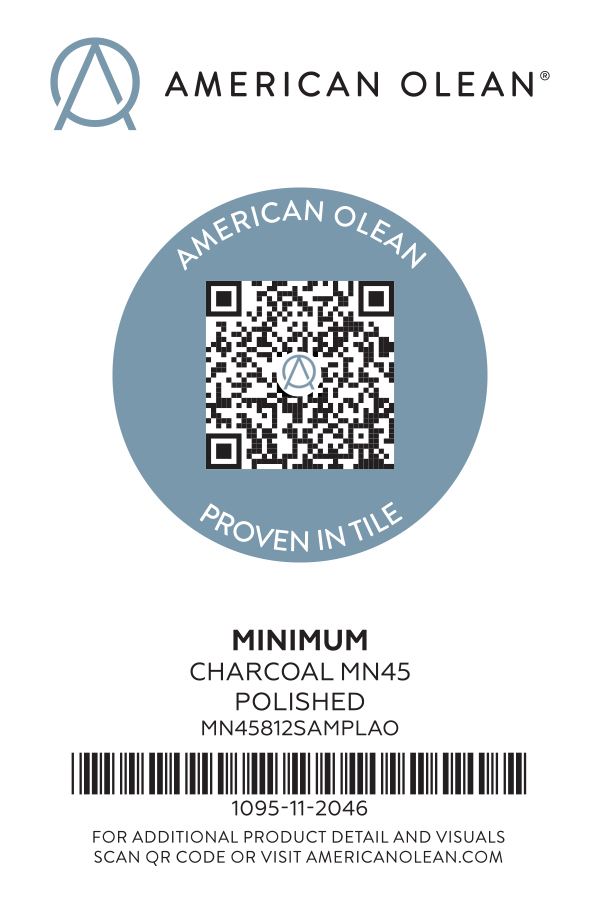 AMERICAN OLEAN®
AMERICAN OLEAN
PROVEN IN TILE
MINIMUM
CHARCOAL MN45
POLISHED
MN45812SAMPLAO
1095-11-2046
FOR ADDITIONAL PRODUCT DETAIL AND VISUALS
SCAN QR CODE OR VISIT AMERICANOLEAN.COM